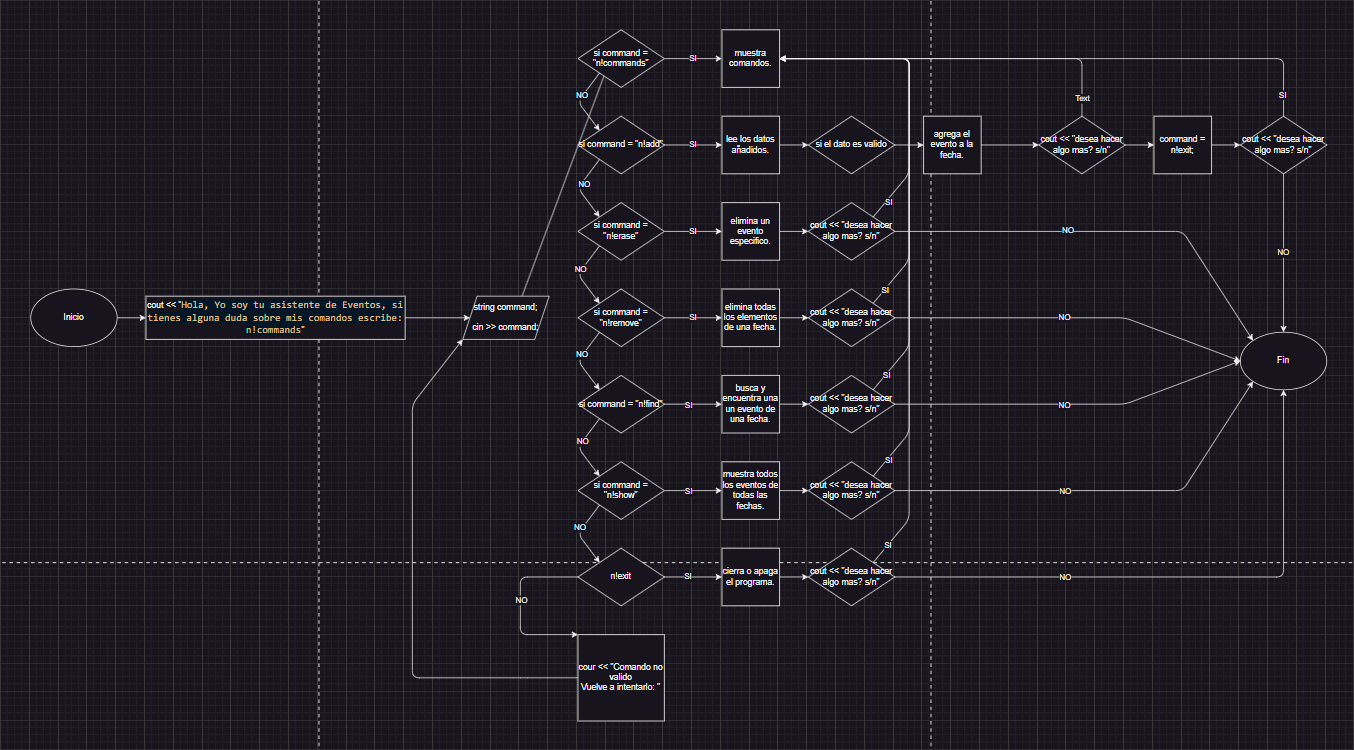 Inicio
cout << "Hola, Yo soy tu asistente de Eventos, si
tienes alguna duda sobre mis comandos escribe:
n!commands"
string command;
cin >> command;
si command =
"n!commands"
SI
muestra
comandos.
NO
si command = "n!add"
SI
lee los datos
añadidos.
si el dato es valido
agrega el
evento a la
fecha.
Text
cout << "desea hacer
algo mas? s/n"
command =
n!exit;
SI
cout << "desea hacer
algo mas? s/n"
NO
NO
si command =
"n!erase"
SI
elimina un
evento
especifico.
SI
cout << "desea hacer
algo mas? s/n"
NO
NO
si command =
"n!remove"
SI
elimina todas
los elementos
de una fecha.
SI
cout << "desea hacer
algo mas? s/n"
NO
NO
si command = "n!find"
SI
busca y
encuentra una
un evento de
una fecha.
SI
cout << "desea hacer
algo mas? s/n"
NO
NO
si command =
"n!show"
SI
muestra todos
los eventos de
todas las
fechas.
SI
cout << "desea hacer
algo mas? s/n"
NO
NO
n!exit
SI
cierra o apaga
el programa.
SI
cout << "desea hacer
algo mas? s/n"
NO
NO
cour << "Comando no
valido
Vuelve a intentarlo: "
Fin